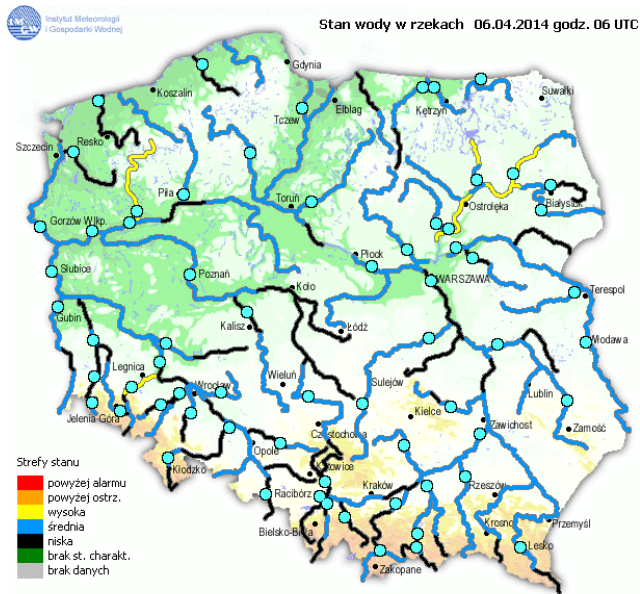 Instytut Meteorologii
i Gospodarki Wodnej
Stan wody w rzekach 06.04.2014 godz. 06 UTC
Gdynia
Koszalin
Suwałki
Elbląg
Kętrzyn
Tczew
Resko
Szczecin
Piła
Toruń
Ostrołęka
Białystok
Gorzów Wlkp.
Płock
Słubice
Poznań
WARSZAWA
Koło
Terespol
Gubin
Kalisz
Łódź
Włodawa
Legnica
Wieluń
Sulejów
Wrocław
Lublin
Jelenia Góra
Kielce
Zawichost
Częstochowa
Zamość
Opole
Strefy stanu
Kłodzko
Katowice
powyżej alarmu
Kraków
Rzeszów
Racibórz
powyżej ostrz.
wysoka
Przemyśl
średnia
Bielsko-Biała
Krosno
niska
Lesko
brak st. charakt.
Zakopane
brak danych